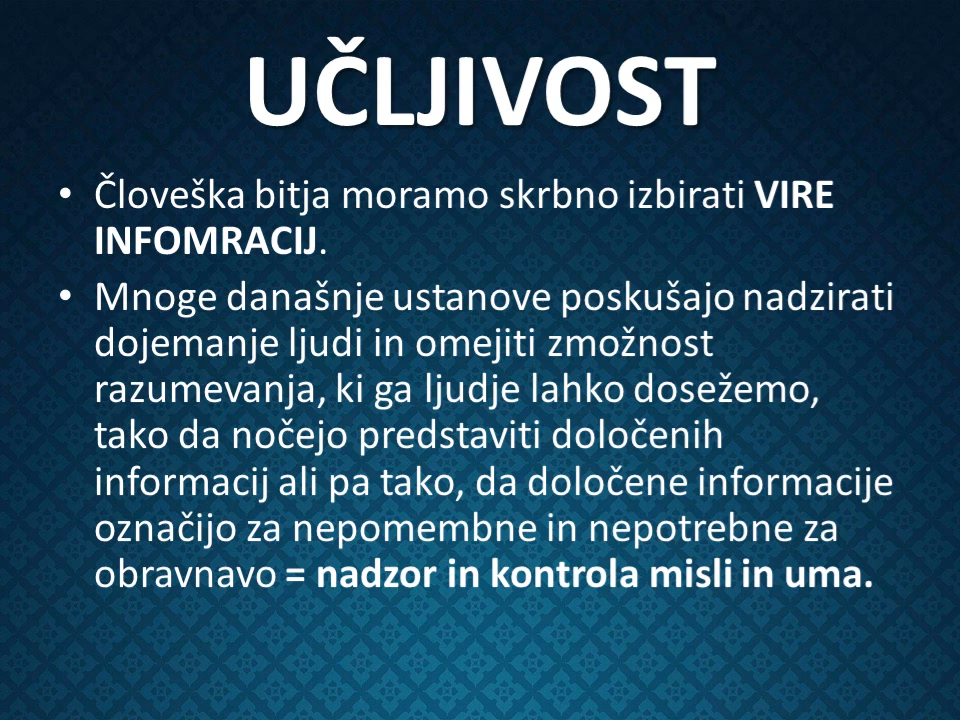 UČLJIVOST
• Človeška bitja moramo skrbno izbirati VIRE
INFOMRACIJ.
• Mnoge današnje ustanove poskušajo nadzirati
dojemanje ljudi in omejiti zmožnost
razumevanja, ki ga ljudje lahko dosežemo,
tako da nočejo predstaviti določenih
informacij ali pa tako, da določene informacije
označijo za nepomembne in nepotrebne za
obravnavo = nadzor in kontrola misli in uma.